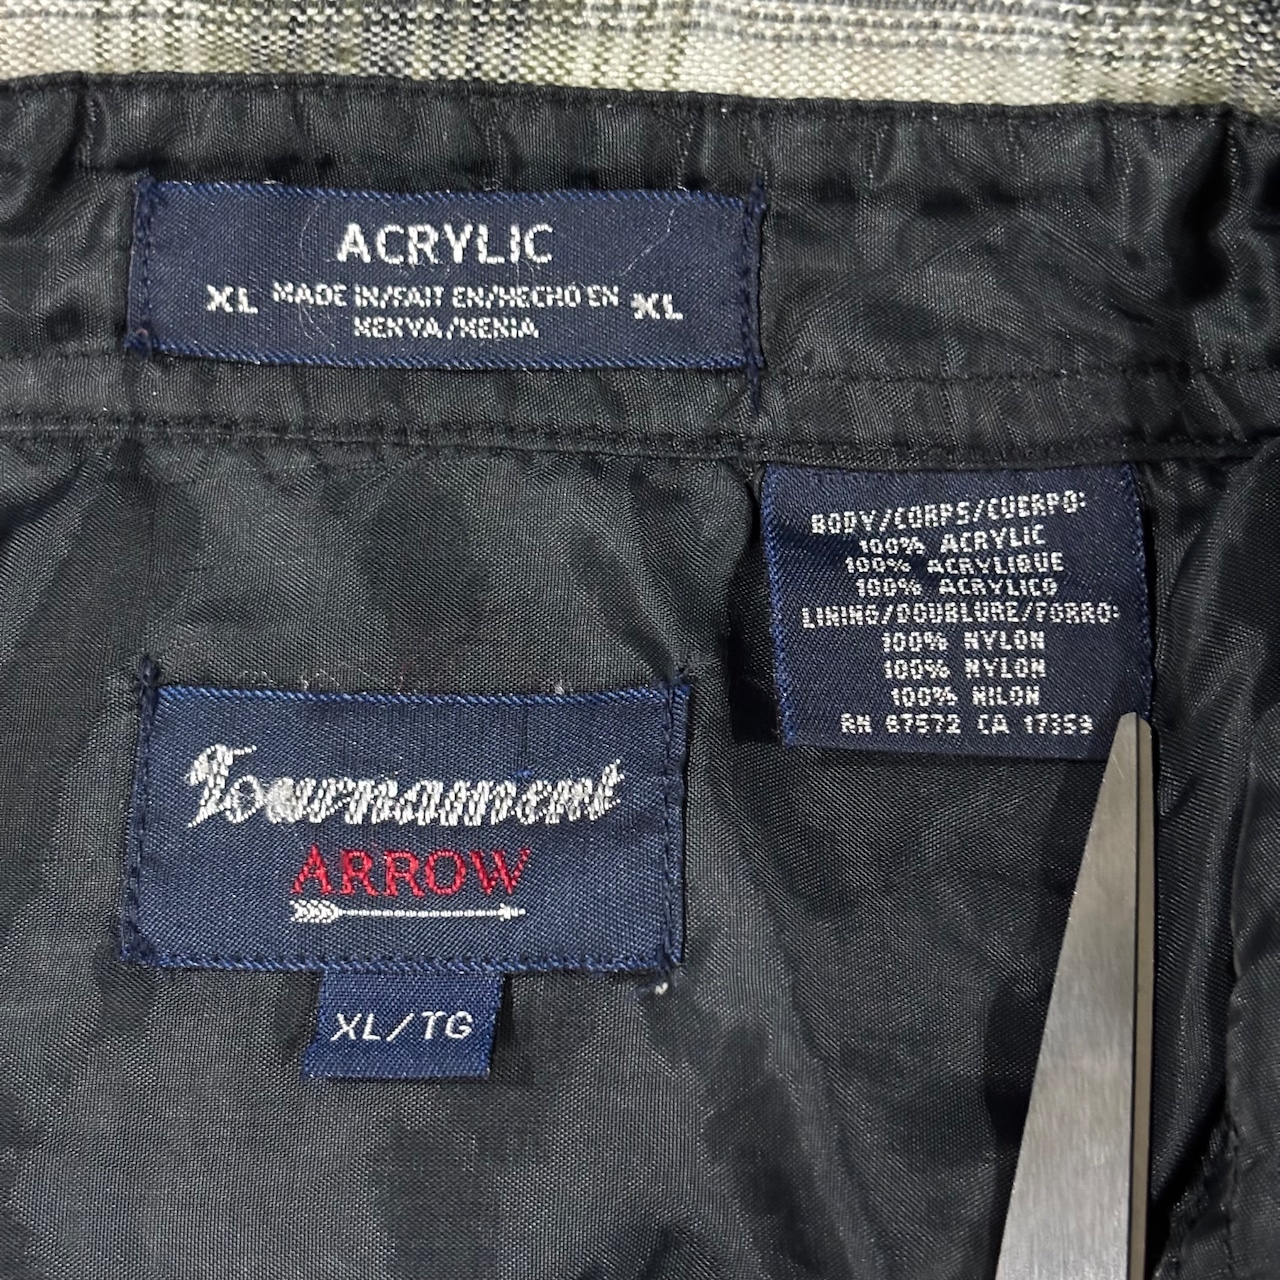 ACRYLIC
XL MADE IN/FAIT EN/HECHO EN XL
KENYA/KENIA
BODY/CORPS/CUERPO:
100% ACRYLIC
100% ACRYLIQUE
100% ACRYLICO
LINING/DOUBLURE/FORRO:
100% NYLON
100% NYLON
100% NILON
RN 67572 CA 17359
Tournament
ARROW
XL/TG